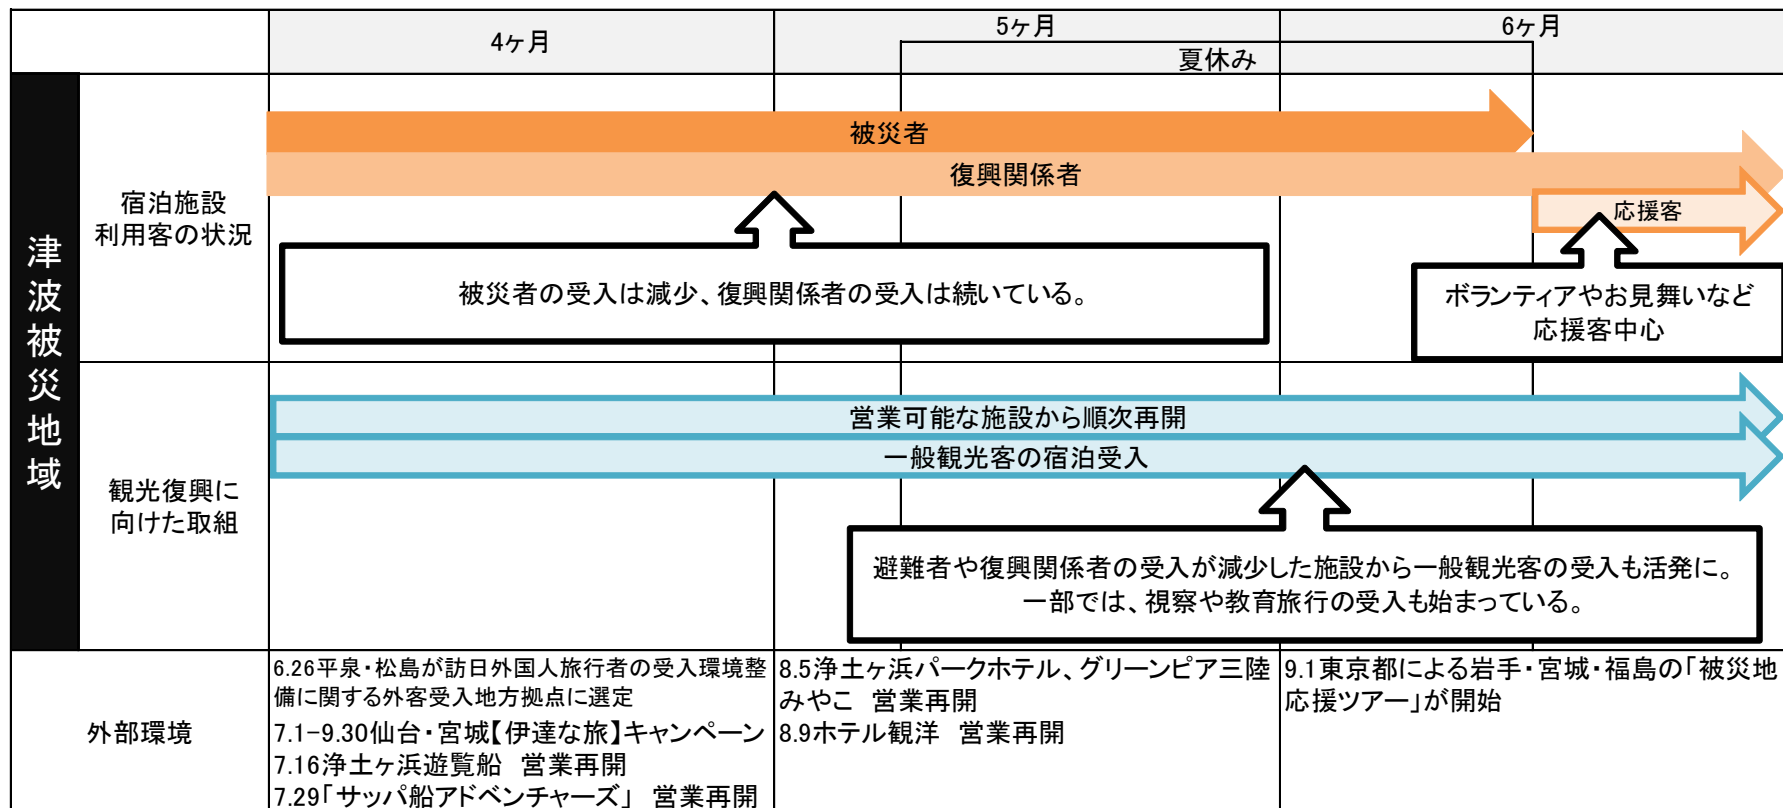 4ヶ月
5ヶ月
6ヶ月
夏休み
津波被災地域
宿泊施設
利用客の状況
被災者
復興関係者
応援客
被災者の受入は減少、復興関係者の受入は続いている。
ボランティアやお見舞いなど
応援客中心
観光復興に
向けた取組
営業可能な施設から順次再開
一般観光客の宿泊受入
避難者や復興関係者の受入が減少した施設から一般観光客の受入も活発に。
一部では、視察や教育旅行の受入も始まっている。
外部環境
6.26平泉・松島が訪日外国人旅行者の受入環境整
備に関する外客受入地方拠点に選定
7.1-9.30仙台・宮城【伊達な旅】キャンペーン
7.16浄土ヶ浜遊覧船 営業再開
7.29「サッパ船アドベンチャーズ」 営業再開
8.5浄土ヶ浜パークホテル、グリーンピア三陸
みやこ 営業再開
8.9ホテル観洋 営業再開
9.1東京都による岩手・宮城・福島の「被災地
応援ツアー」が開始